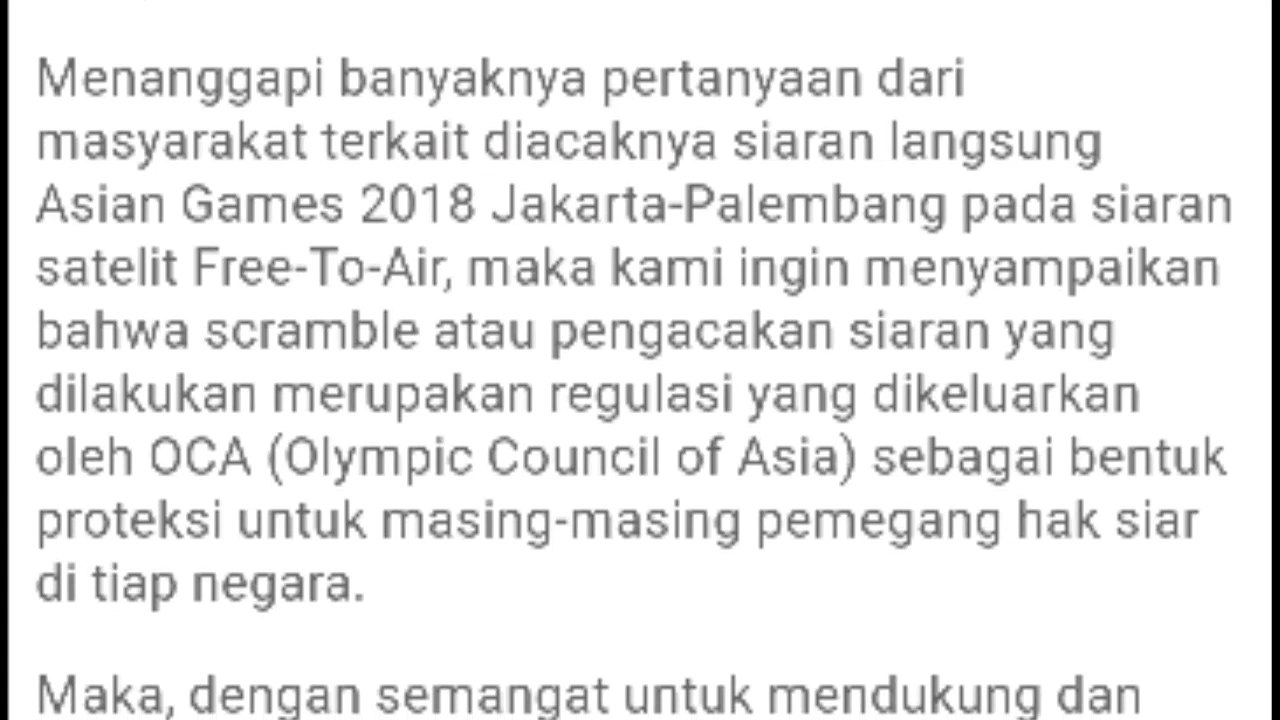 Menanggapi banyaknya pertanyaan dari
masyarakat terkait diacaknya siaran langsung
Asian Games 2018 Jakarta-Palembang pada siaran
satelit Free-To-Air, maka kami ingin menyampaikan
bahwa scramble atau pengacakan siaran yang
dilakukan merupakan regulasi yang dikeluarkan
oleh OCA (Olympic Council of Asia) sebagai bentuk
proteksi untuk masing-masing pemegang hak siar
di tiap negara.
Maka, dengan semangat untuk mendukung dan